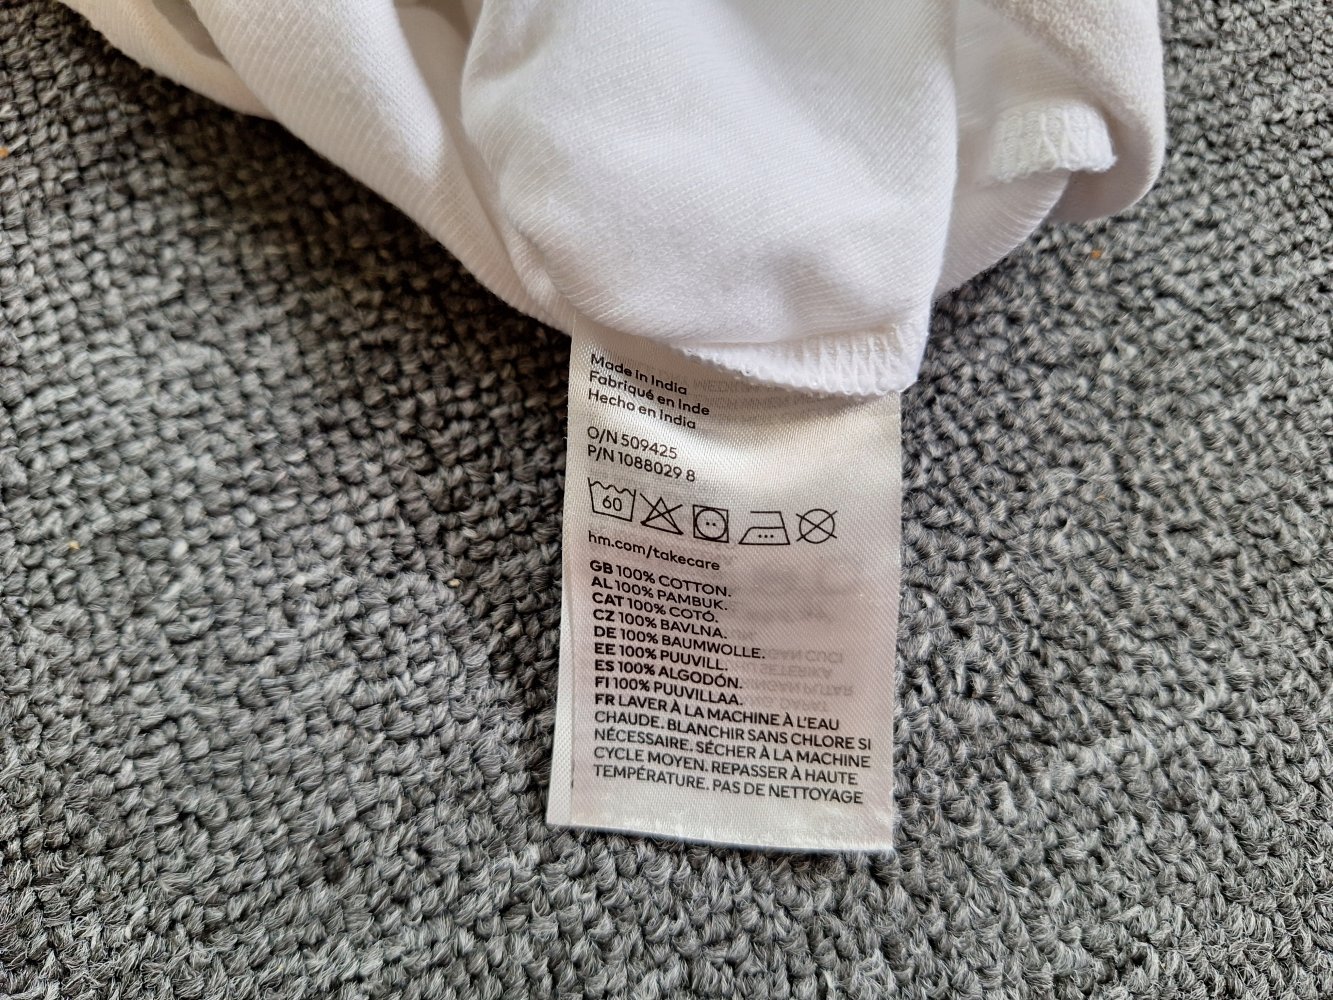 Made in India
Fabriqué en Inde
Hecho en India
O/N 509425
P/N 1088029 8
60
hm.com/takecare
GB 100% COTTON.
AL 100% PAMBUK.
CAT 100% COTÓ.
CZ 100% BAVLNA.
DE 100% BAUMWOLLE.
EE 100% PUUVILL.
ES 100% ALGODÓN.
FI 100% PUUVILLAA.
FR LAVER À LA MACHINE À L'EAU
CHAUDE. BLANCHIR SANS CHLORE SI
NÉCESSAIRE. SÉCHER À LA MACHINE
CYCLE MOYEN. REPASSER À HAUTE
TEMPÉRATURE. PAS DE NETTOYAGE